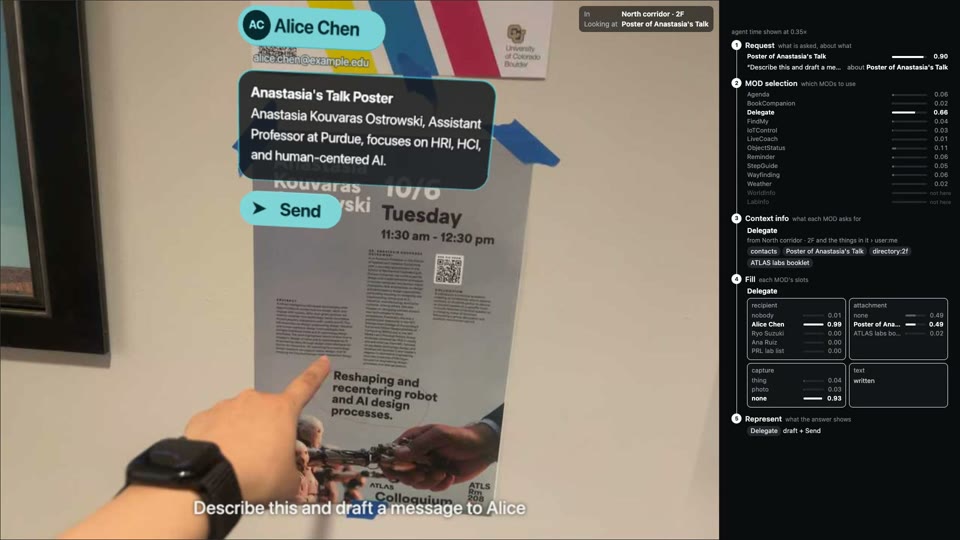 AC Alice Chen
alice.chen@example.edu
University of Colorado Boulder
In North corridor · 2F
Looking at Poster of Anastasia's Talk
Anastasia's Talk Poster
Anastasia Kouvaras Ostrowski, Assistant
Professor at Purdue, focuses on HRI, HCI,
and human-centered AI.
Send
Kouvaras
10/6
Tuesday
11:30 am - 12:30 pm
ABSTRACT
Reshaping and
recentering robot
and AI design
processes.
ATLAS
Colloquium
ATLS
Rm
208
Describe this and draft a message to Alice
agent time shown at 0.35×
1 Request what is asked, about what
Poster of Anastasia's Talk 0.90
"Describe this and draft a me... about Poster of Anastasia's Talk
2 MOD selection which MODs to use
Agenda 0.06
BookCompanion 0.02
Delegate 0.66
FindMy 0.04
IoTControl 0.03
LiveCoach 0.01
ObjectStatus 0.11
Reminder 0.06
StepGuide 0.05
Wayfinding 0.06
Weather 0.02
WorldInfo not here
LabInfo not here
3 Context info what each MOD asks for
Delegate
from North corridor · 2F and the things in it › user:me
contacts Poster of Anastasia's Talk directory:2f
ATLAS labs booklet
4 Fill each MOD's slots
Delegate
recipient
nobody 0.01
Alice Chen 0.99
Ryo Suzuki 0.00
Ana Ruiz 0.00
PRL lab list 0.00
attachment
none 0.49
Poster of Ana... 0.49
ATLAS labs bo... 0.02
capture
thing 0.04
photo 0.03
none 0.93
text
written
5 Represent what the answer shows
Delegate draft + Send